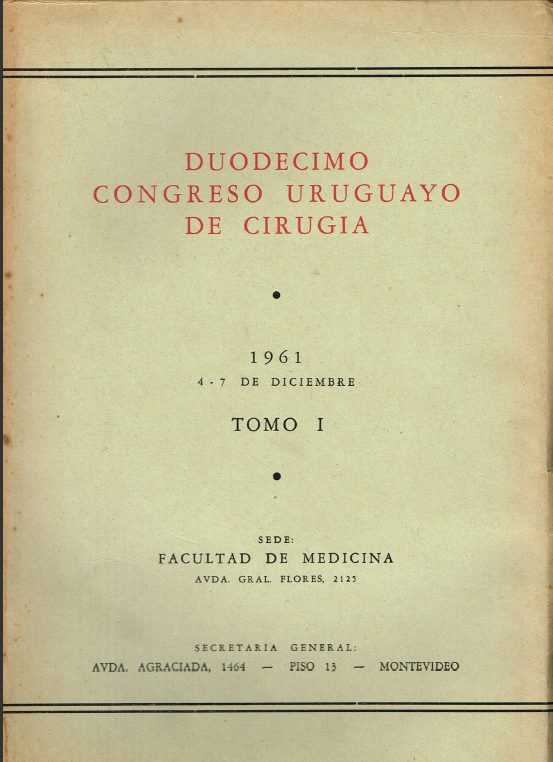 DUODECIMO
CONGRESO URUGUAYO
DE CIRUGIA
1961
4 - 7 DE DICIEMBRE
TOMO I
SEDE:
FACULTAD DE MEDICINA
AVDA. GRAL. FLORES, 2125
SECRETARIA GENERAL:
AVDA. AGRACIADA, 1464 — PISO 13 — MONTEVIDEO